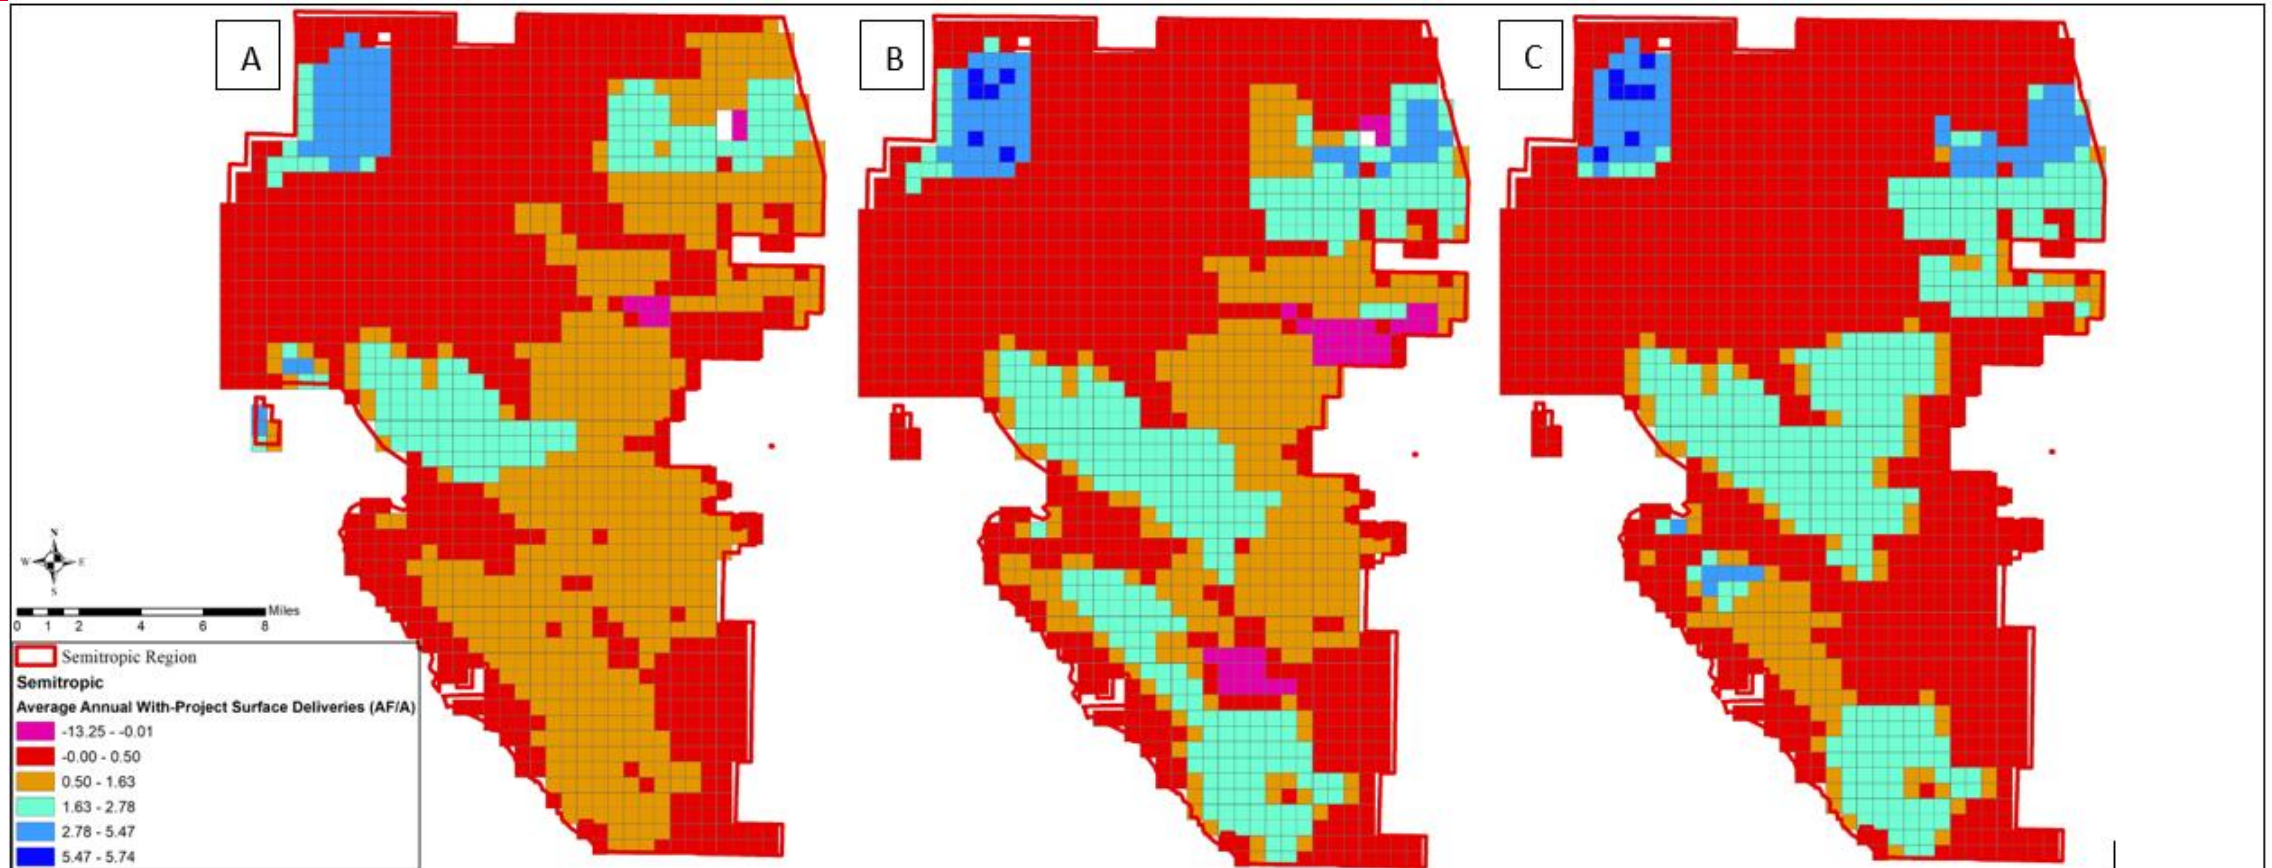 A
B
C
N
W E
S
Miles
0 1 2 4 6 8
Semitropic Region
Semitropic
Average Annual With-Project Surface Deliveries (AF/A)
-13.25 - -0.01
-0.00 - 0.50
0.50 - 1.63
1.63 - 2.78
2.78 - 5.47
5.47 - 5.74